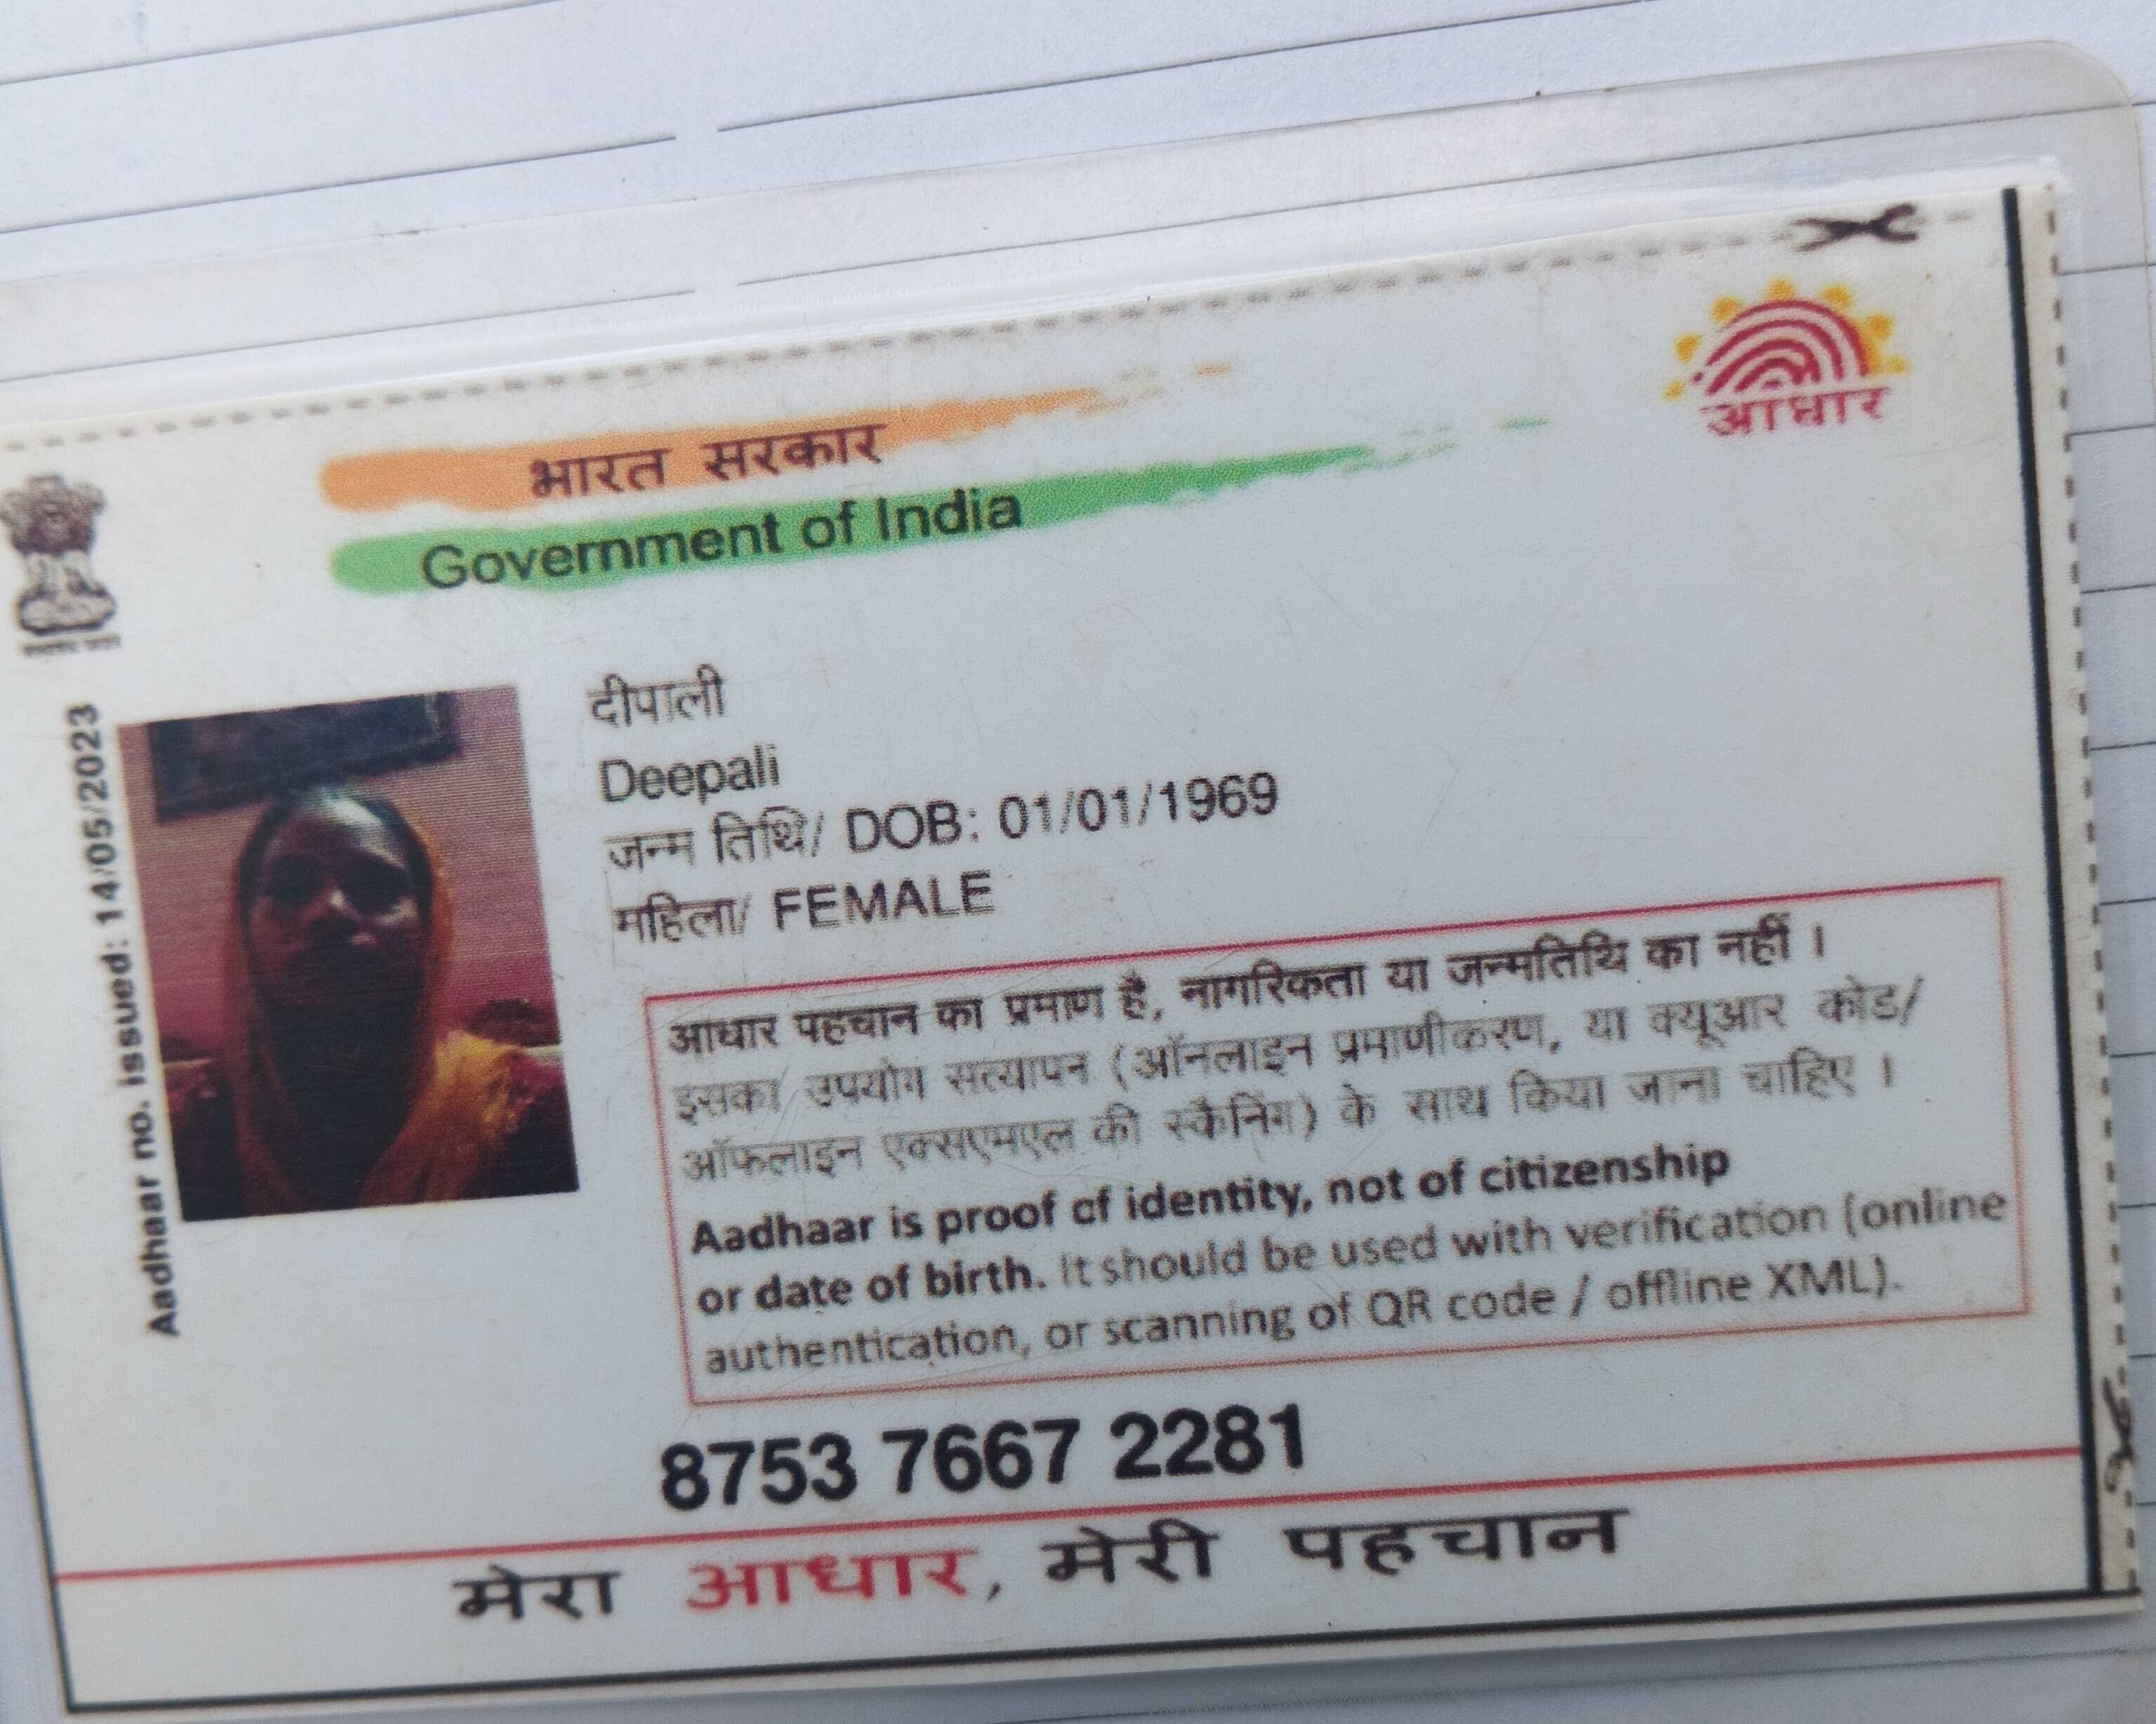 भारत सरकार
Government of India
आधार
Aadhaar no. issued: 14/05/2023
दीपाली
Deepali
जन्म तिथि/ DOB: 01/01/1969
महिला/ FEMALE
आधार पहचान का प्रमाण है, नागरिकता या जन्मतिथि का नहीं ।
इसका उपयोग सत्यापन (ऑनलाइन प्रमाणीकरण, या क्यूआर कोड/
ऑफलाइन एक्सएमएल की स्कैनिंग) के साथ किया जाना चाहिए ।
Aadhaar is proof of identity, not of citizenship
or date of birth. It should be used with verification (online
authentication, or scanning of QR code / offline XML).
8753 7667 2281
मेरा आधार, मेरी पहचान